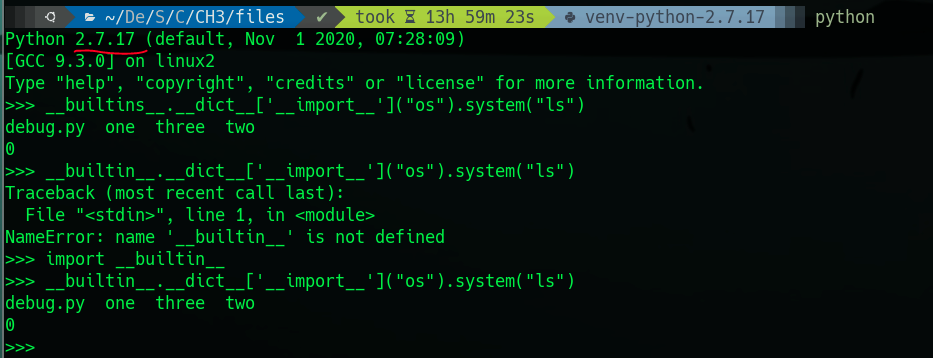 ~/De/S/C/CH3/files ✔ took ⌛ 13h 59m 23s venv-python-2.7.17 python
Python 2.7.17 (default, Nov  1 2020, 07:28:09)
[GCC 9.3.0] on linux2
Type "help", "copyright", "credits" or "license" for more information.
>>> __builtins__.__dict__['__import__']("os").system("ls")
debug.py  one  three  two
0
>>> __builtin__.__dict__['__import__']("os").system("ls")
Traceback (most recent call last):
  File "<stdin>", line 1, in <module>
NameError: name '__builtin__' is not defined
>>> import __builtin__
>>> __builtin__.__dict__['__import__']("os").system("ls")
debug.py  one  three  two
0
>>>